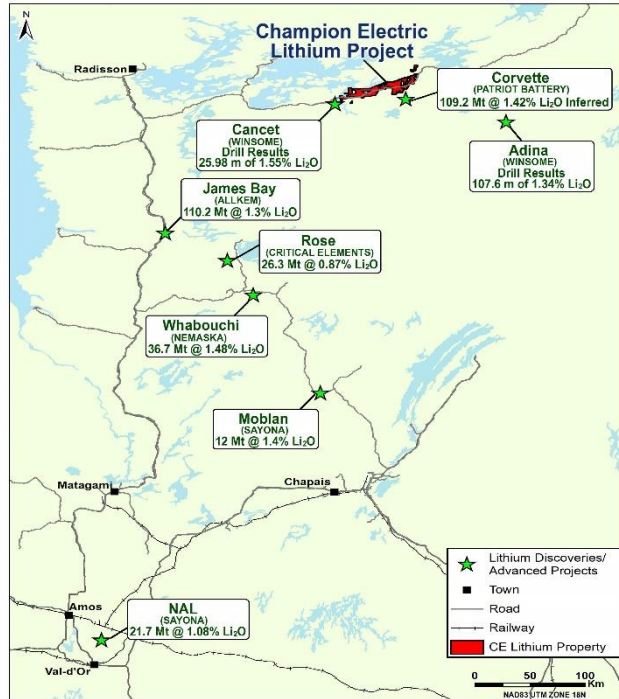 N
Champion Electric
Lithium Project
Radisson
Corvette
(PATRIOT BATTERY)
109.2 Mt @ 1.42% Li₂O Inferred
Cancet
(WINSOME)
Drill Results
25.98 m of 1.55% Li₂O
Adina
(WINSOME)
Drill Results
107.6 m of 1.34% Li₂O
James Bay
(ALLKEM)
110.2 Mt @ 1.3% Li₂O
Rose
(CRITICAL ELEMENTS)
26.3 Mt @ 0.87% Li₂O
Whabouchi
(NEMASKA)
36.7 Mt @ 1.48% Li₂O
Moblan
(SAYONA)
12 Mt @ 1.4% Li₂O
Matagami
Chapais
Amos
NAL
(SAYONA)
21.7 Mt @ 1.08% Li₂O
Val-d'Or
Lithium Discoveries/
Advanced Projects
Town
Road
Railway
CE Lithium Property
0 50 100
Km
NAD83 UTM ZONE 18N